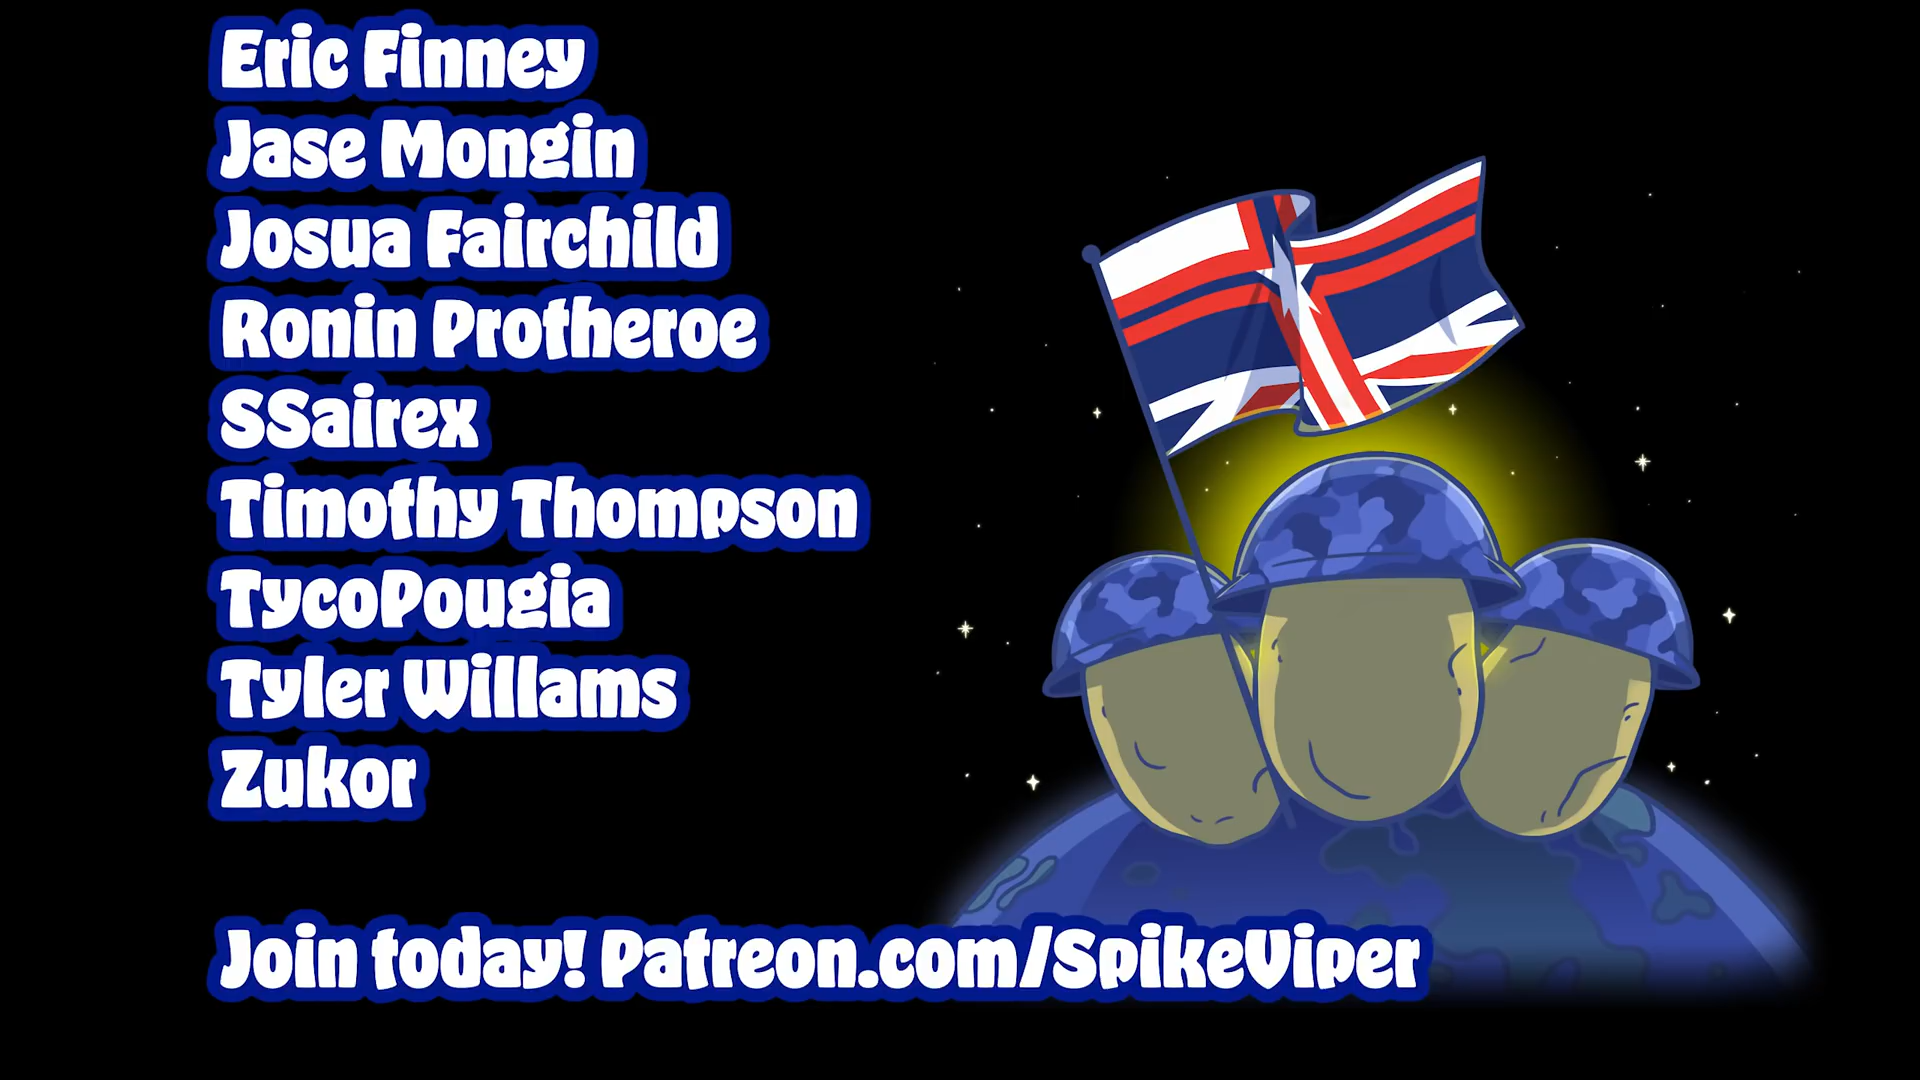 Eric Finney
Jase Mongin
Josua Fairchild
Ronin Protheroe
SSairex
Timothy Thompson
TycoPougia
Tyler Willams
Zukor
Join today! Patreon.com/SpikeViper